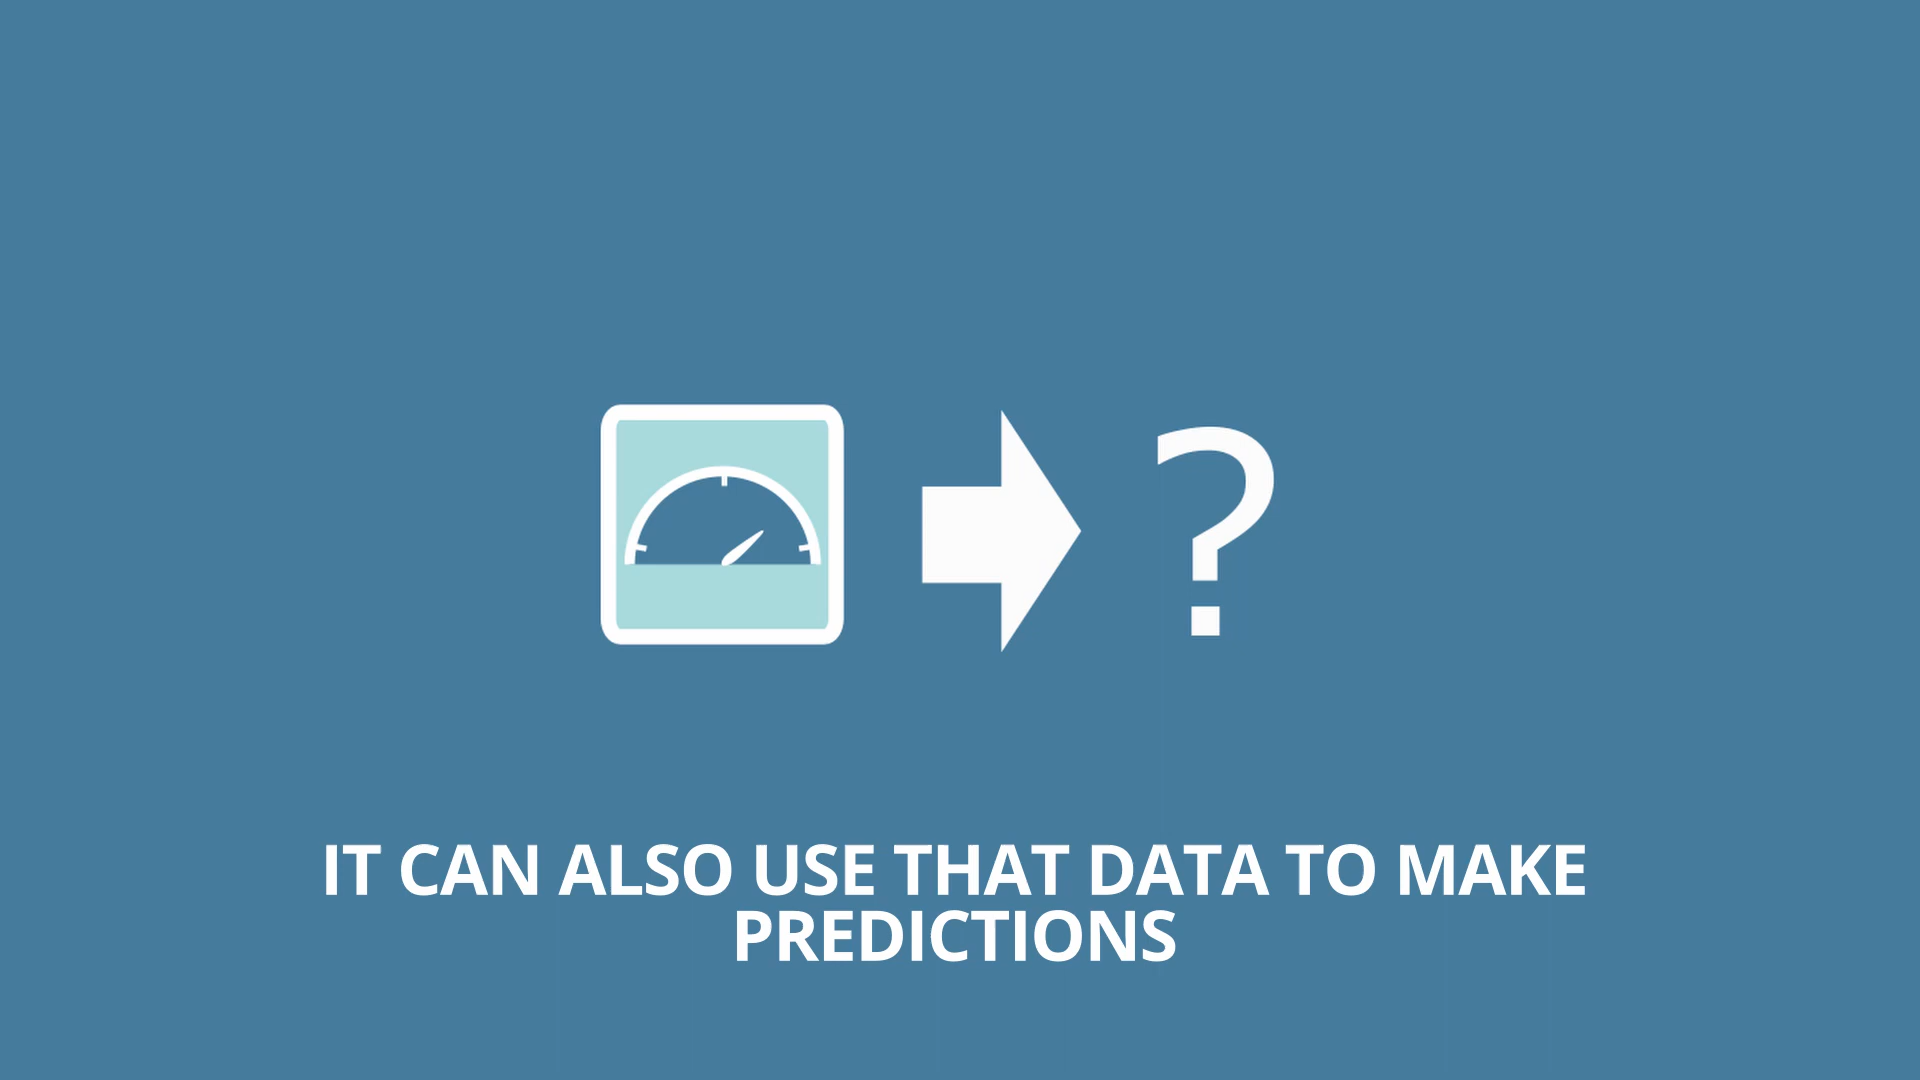 ?
IT CAN ALSO USE THAT DATA TO MAKE
PREDICTIONS